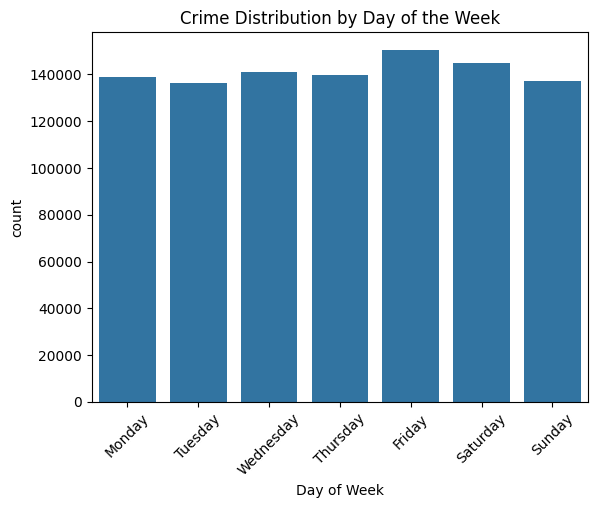 Crime Distribution by Day of the Week
count
140000
120000
100000
80000
60000
40000
20000
0
Monday
Tuesday
Wednesday
Thursday
Friday
Saturday
Sunday
Day of Week